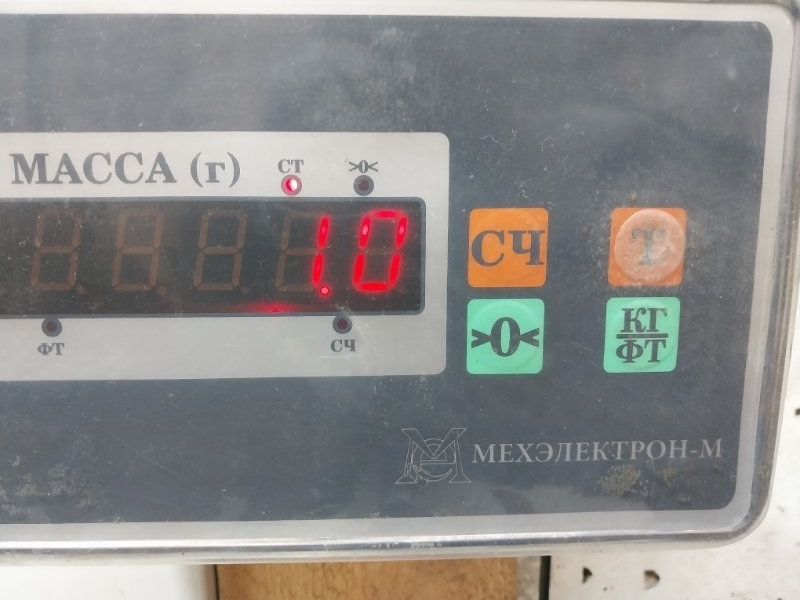 МАССА (г) СТ >0<
1.0
ФТ СЧ
СЧ Т
>0< КГ
ФТ
МЕХЭЛЕКТРОН-М